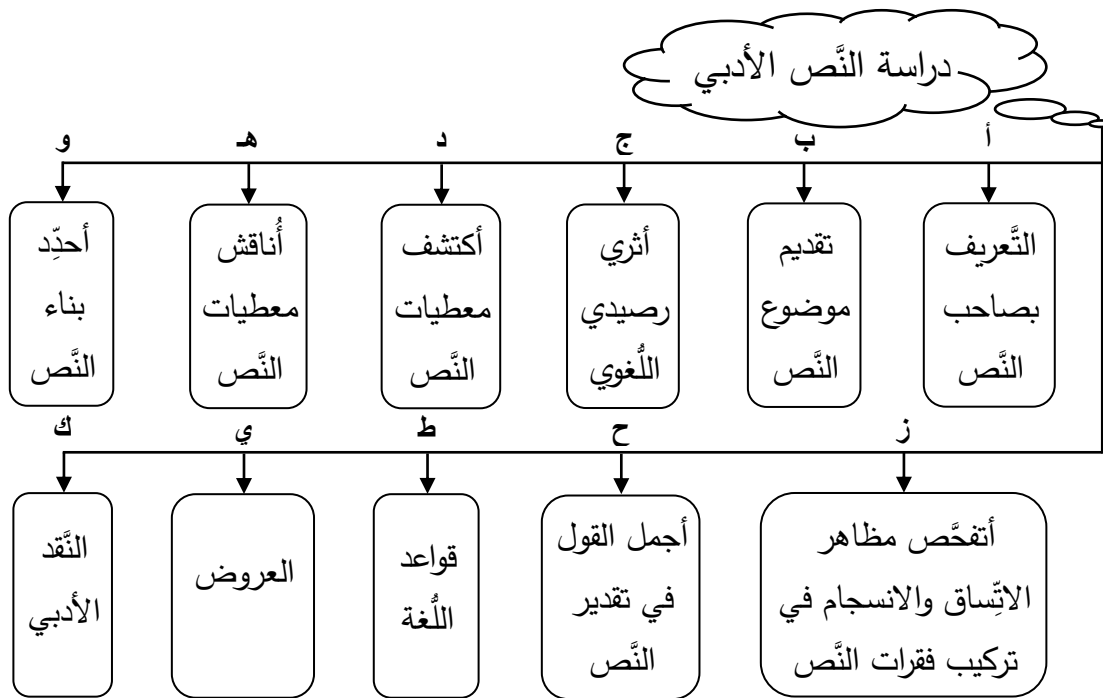 دراسة النَّص الأدبي
أ
ب
ج
د
هـ
و
التَّعريف
بصاحب
النَّص
تقديم
موضوع
النَّص
أثري
رصيدي
اللُّغوي
أكتشف
معطيات
النَّص
أُناقش
معطيات
النَّص
أحدِّد
بناء
النَّص
ز
ح
ط
ي
ك
أتفحَّص مظاهر
الاتِّساق والانسجام في
تركيب فقرات النَّص
أجمل القول
في تقدير
النَّص
قواعد
اللُّغة
العروض
النَّقد
الأدبي